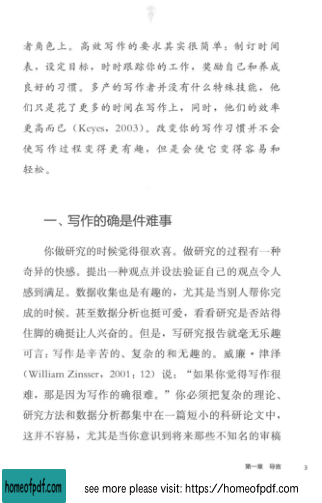 者角色上。高效写作的要求其实很简单：制订时间
表，设定目标，时时跟踪你的工作，奖励自己和养成
良好的习惯。多产的写作者并没有什么特殊技能，他
们只是花了更多的时间在写作上，同时，他们的效率
更高而已（Keyes，2003）。改变你的写作习惯并不会
使写作过程变得更有趣，但是会使它变得容易和
轻松。
一、写作的确是件难事
你做研究的时候觉得很欢喜。做研究的过程有一种
奇异的快感。提出一种观点并设法验证自己的观点令人
感到满足。数据收集也是有趣的，尤其是当别人帮你完
成的时候。甚至数据分析也挺可爱，看看研究是否站得
住脚的确挺让人兴奋的。但是，写研究报告就毫无乐趣
可言：写作是辛苦的、复杂的和无趣的。威廉·津泽
（William Zinsser，2001：12）说：“如果你觉得写作很
难，那是因为写作的确很难。”你必须把复杂的理论、
研究方法和数据分析都集中在一篇短小的科研论文中，
这并不容易，尤其是当你意识到将来那些不知名的审稿
第一章 导言 3
homeofpdf.com
see more please visit: https://homeofpdf.com